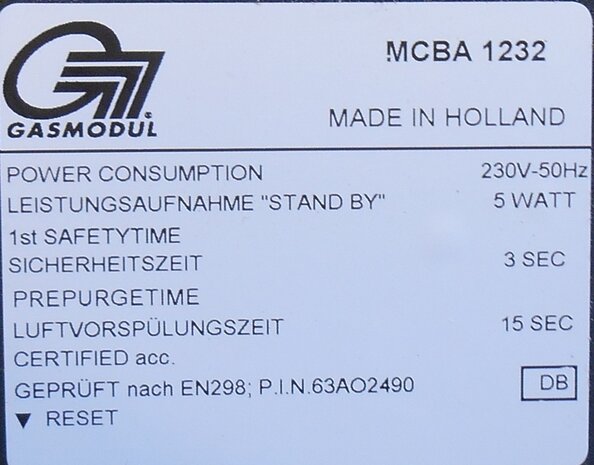 GASMODUL
MCBA 1232
MADE IN HOLLAND
POWER CONSUMPTION 230V-50Hz
LEISTUNGSAUFNAHME "STAND BY" 5 WATT
1st SAFETYTIME
SICHERHEITSZEIT 3 SEC
PREPURGETIME
LUFTVORSPÜLUNGSZEIT 15 SEC
CERTIFIED acc.
GEPRÜFT nach EN298; P.I.N.63AO2490 DB
▼ RESET